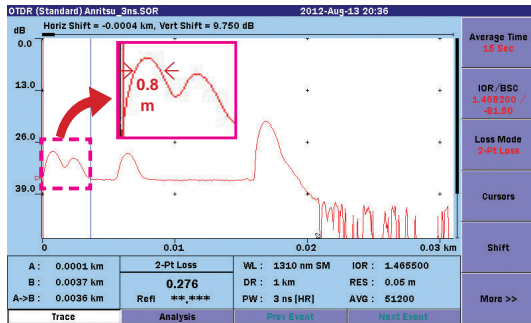 OTDR (Standard) Anritsu_3ns.SOR 2012-Aug-13 20:36
dB Horiz Shift = -0.0004 km, Vert Shift = 9.750 dB
0.0
13.0
26.0
39.0
0.8
m
0 0.01 0.02 0.03 km
Average Time
15 Sec
IOR/BSC
1.468200 /
-81.50
Loss Mode
2-Pt Loss
Cursors
Shift
More >>
A: 0.0001 km 2-Pt Loss WL: 1310 nm SM IOR: 1.465500
B: 0.0037 km 0.276 DR: 1 km RES: 0.05 m
A->B: 0.0036 km Refl **.*** PW: 3 ns [HR] AVG: 51200
Trace Analysis Prev Event Next Event